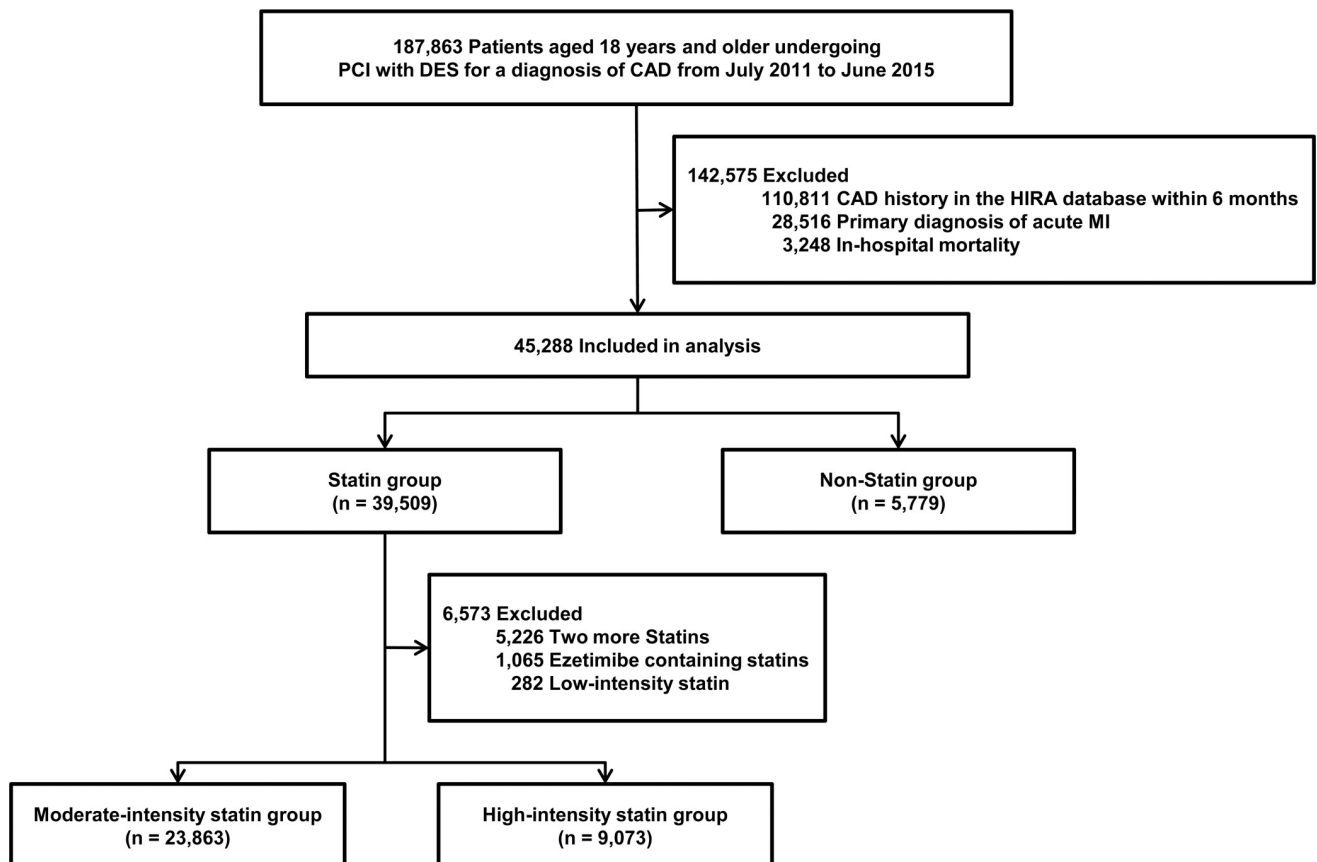 187,863 Patients aged 18 years and older undergoing
PCI with DES for a diagnosis of CAD from July 2011 to June 2015
142,575 Excluded
110,811 CAD history in the HIRA database within 6 months
28,516 Primary diagnosis of acute MI
3,248 In-hospital mortality
45,288 Included in analysis
Statin group
(n = 39,509)
Non-Statin group
(n = 5,779)
6,573 Excluded
5,226 Two more Statins
1,065 Ezetimibe containing statins
282 Low-intensity statin
Moderate-intensity statin group
(n = 23,863)
High-intensity statin group
(n = 9,073)